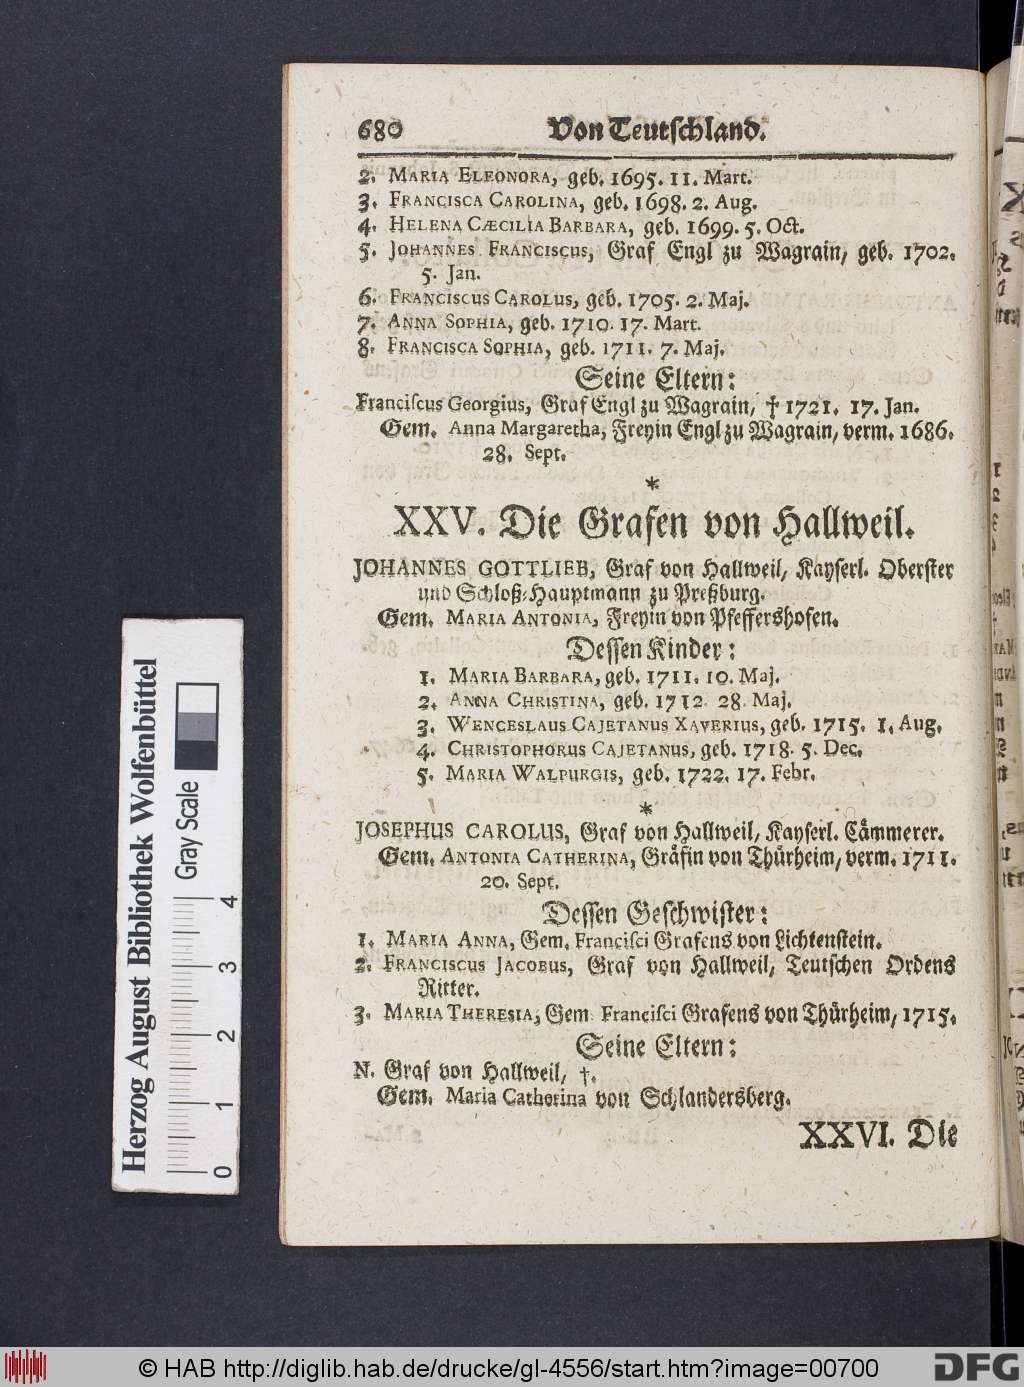 680 Von Teutschland.
2. MARIA ELEONORA, geb. 1695. 11. Mart.
3. FRANCISCA CAROLINA, geb. 1698. 2. Aug.
4. HELENA CÆCILIA BARBARA, geb. 1699. 5. Oct.
5. JOHANNES FRANCISCUS, Graf Engl zu Wagrain, geb. 1702.
5. Jan.
6. FRANCISCUS CAROLUS, geb. 1705. 2. Maj.
7. ANNA SOPHIA, geb. 1710. 17. Mart.
8. FRANCISCA SOPHIA, geb. 1711. 7. Maj.
Seine Eltern:
Franciſcus Georgius, Graf Engl zu Wagrain, † 1721. 17. Jan.
Gem. Anna Margaretha, Freyin Engl zu Wagrain, verm. 1686.
28. Sept.
*
XXV. Die Grafen von Hallweil.
JOHANNES GOTTLIEB, Graf von Hallweil, Kayserl. Oberster
und Schloß-Hauptmann zu Preßburg.
Gem. MARIA ANTONIA, Freyin von Pfeffershofen.
Dessen Kinder:
1. MARIA BARBARA, geb. 1711. 10. Maj.
2. ANNA CHRISTINA, geb. 1712. 28. Maj.
3. WENCESLAUS CAJETANUS XAVERIUS, geb. 1715. 1. Aug.
4. CHRISTOPHORUS CAJETANUS, geb. 1718. 5. Dec.
5. MARIA WALPURGIS, geb. 1722. 17. Febr.
*
JOSEPHUS CAROLUS, Graf von Hallweil, Kayserl. Cämmerer.
Gem. ANTONIA CATHERINA, Gräfin von Thürheim, verm. 1711.
20. Sept.
Dessen Geschwister:
1. MARIA ANNA, Gem. Franciſci Grafens von Lichtenstein.
2. FRANCISCUS JACOBUS, Graf von Hallweil, Teutschen Ordens
Ritter.
3. MARIA THERESIA, Gem. Franciſci Grafens von Thürheim, 1715.
Seine Eltern:
N. Graf von Hallweil, †.
Gem. Maria Catherina von Schlandersberg.
XXVI. Die
Herzog August Bibliothek Wolfenbüttel
Gray Scale
0 1 2 3 4
© HAB http://diglib.hab.de/drucke/gl-4556/start.htm?image=00700
DFG